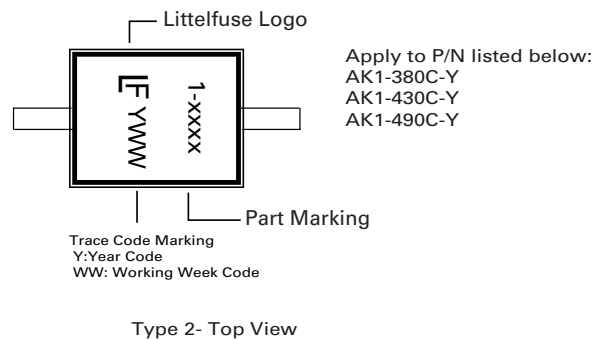 Littelfuse Logo
Apply to P/N listed below:
AK1-380C-Y
AK1-430C-Y
AK1-490C-Y
LF YWW
1-xxxx
Part Marking
Trace Code Marking
Y:Year Code
WW: Working Week Code
Type 2- Top View